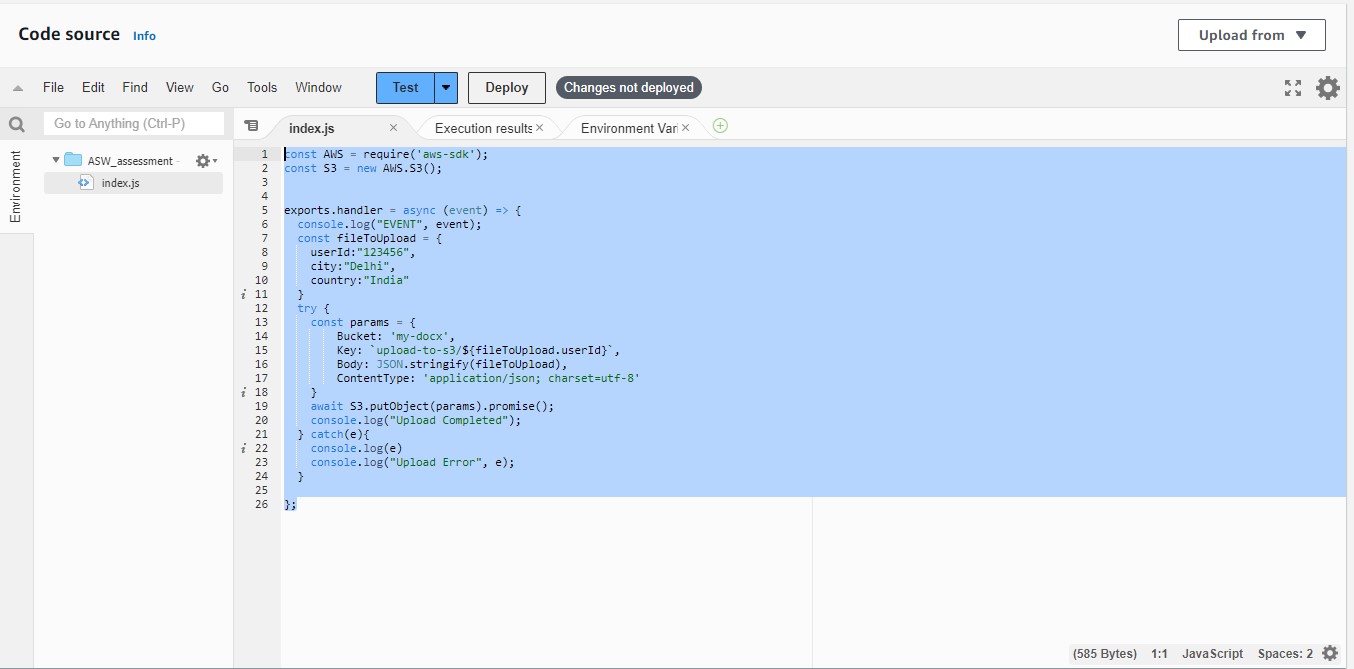 Code source Info
Upload from
File Edit Find View Go Tools Window Test Deploy Changes not deployed
Go to Anything (Ctrl-P)
index.js Execution results Environment Vari
Environment
ASW_assessment -
index.js
1 const AWS = require('aws-sdk');
2 const S3 = new AWS.S3();
3
4
5 exports.handler = async (event) => {
6 console.log("EVENT", event);
7 const fileToUpload = {
8 userId:"123456",
9 city:"Delhi",
10 country:"India"
i 11 }
12 try {
13 const params = {
14 Bucket: 'my-docx',
15 Key: `upload-to-s3/${fileToUpload.userId}`,
16 Body: JSON.stringify(fileToUpload),
17 ContentType: 'application/json; charset=utf-8'
i 18 }
19 await S3.putObject(params).promise();
20 console.log("Upload Completed");
21 } catch(e){
i 22 console.log(e)
23 console.log("Upload Error", e);
24 }
25
26 };
(585 Bytes) 1:1 JavaScript Spaces: 2